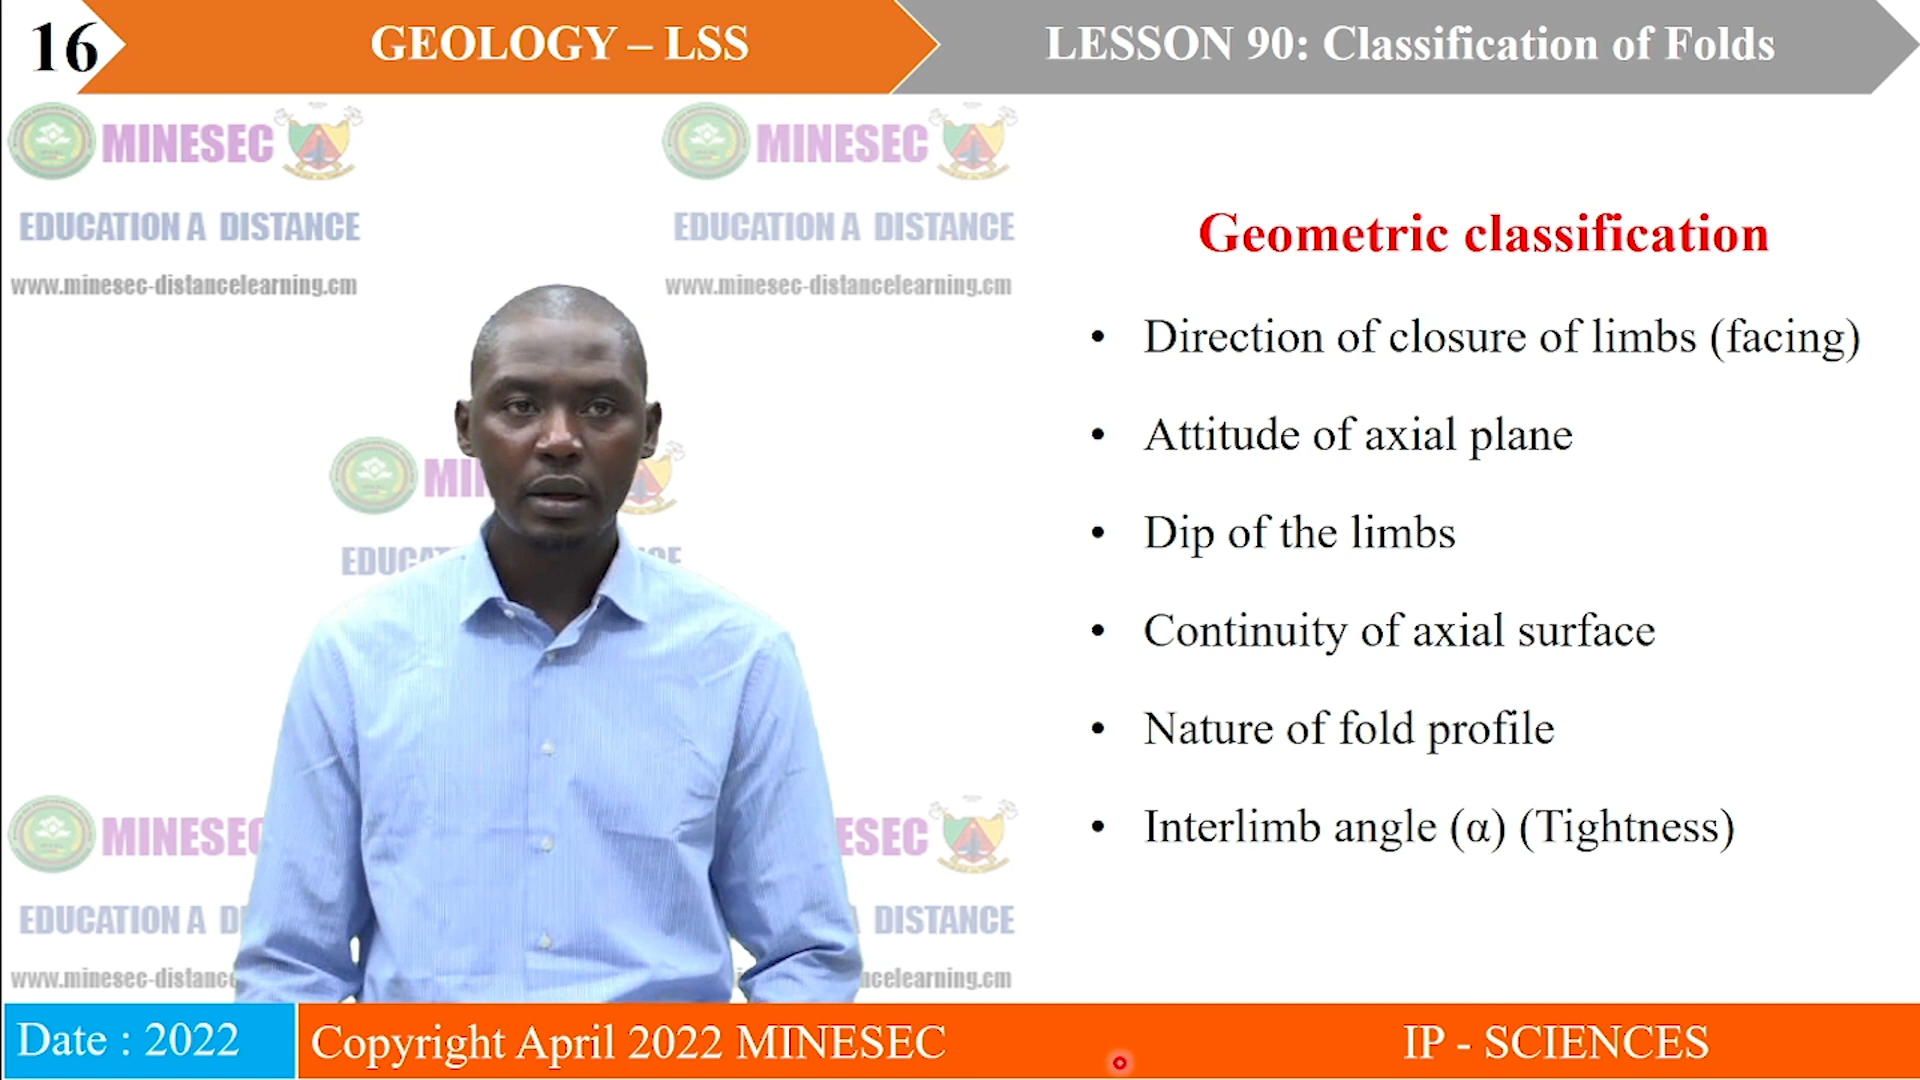 16
GEOLOGY – LSS
LESSON 90: Classification of Folds
MINESEC
MINESEC
EDUCATION A DISTANCE
EDUCATION A DISTANCE
www.minesec-distancelearning.cm
www.minesec-distancelearning.cm
Geometric classification
• Direction of closure of limbs (facing)
• Attitude of axial plane
• Dip of the limbs
• Continuity of axial surface
• Nature of fold profile
• Interlimb angle (α) (Tightness)
MINESEC
EDUCATION A
DISTANCE
Date : 2022
Copyright April 2022 MINESEC
IP - SCIENCES